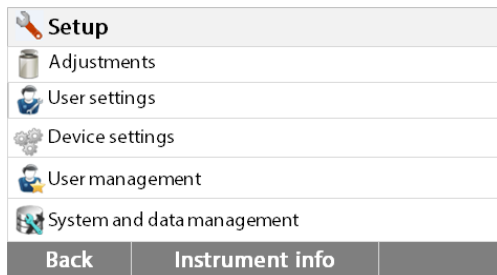 Setup
Adjustments
User settings
Device settings
User management
System and data management
Back Instrument info